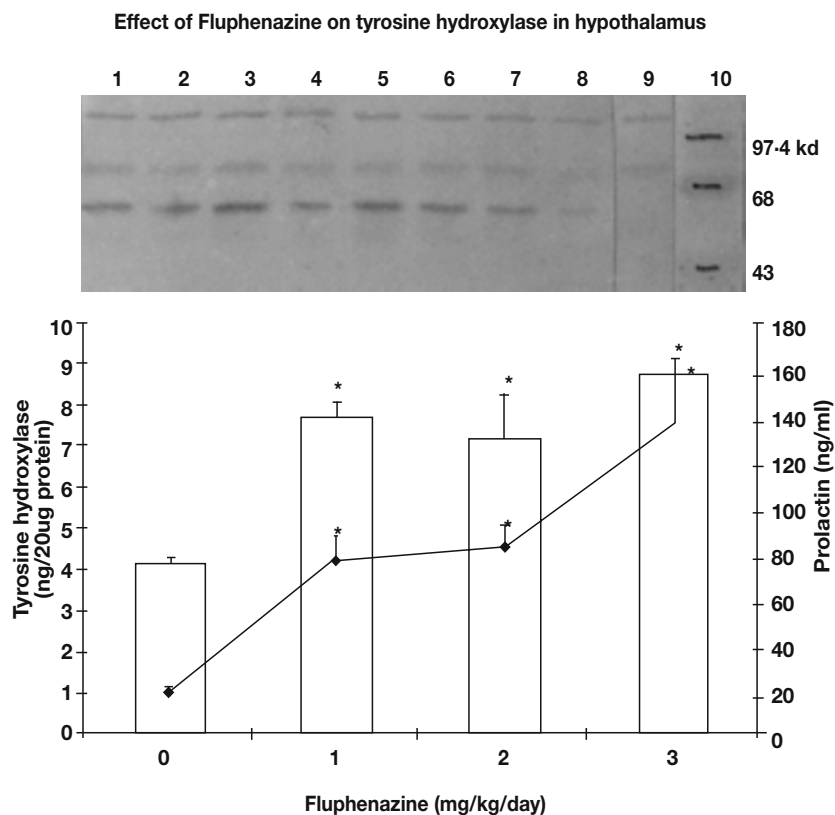 Effect of Fluphenazine on tyrosine hydroxylase in hypothalamus
1 2 3 4 5 6 7 8 9 10
97·4 kd
68
43
Tyrosine hydroxylase
(ng/20ug protein)
10
9
8
7
6
5
4
3
2
1
0
* * * *
* *
180
160
140
120
100
80
60
40
20
0
Prolactin (ng/ml)
0 1 2 3
Fluphenazine (mg/kg/day)